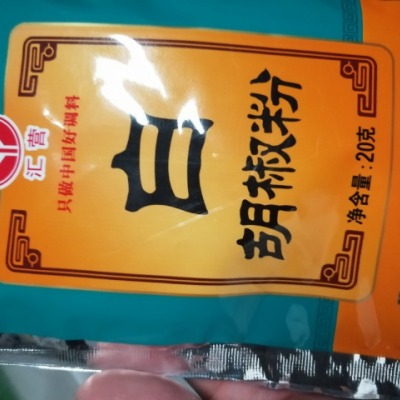 汇营
只做中国好调料
白
胡椒粉
净含量:20克